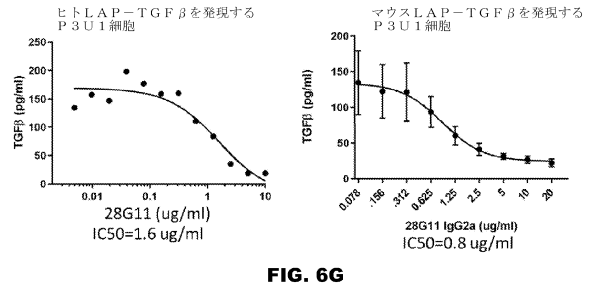 ヒトＬＡＰ－ＴＧＦβを発現する
Ｐ３Ｕ１細胞
TGFβ (pg/ml)
250
200
150
100
50
0
0.01
0.1
1
10
28G11 (ug/ml)
IC50=1.6 ug/ml
マウスＬＡＰ－ＴＧＦβを発現する
Ｐ３Ｕ１細胞
TGFβ (pg/ml)
200
150
100
50
0
0.078
.156
.312
0.625
1.25
2.5
5
10
20
28G11 IgG2a (ug/ml)
IC50=0.8 ug/ml
FIG. 6G